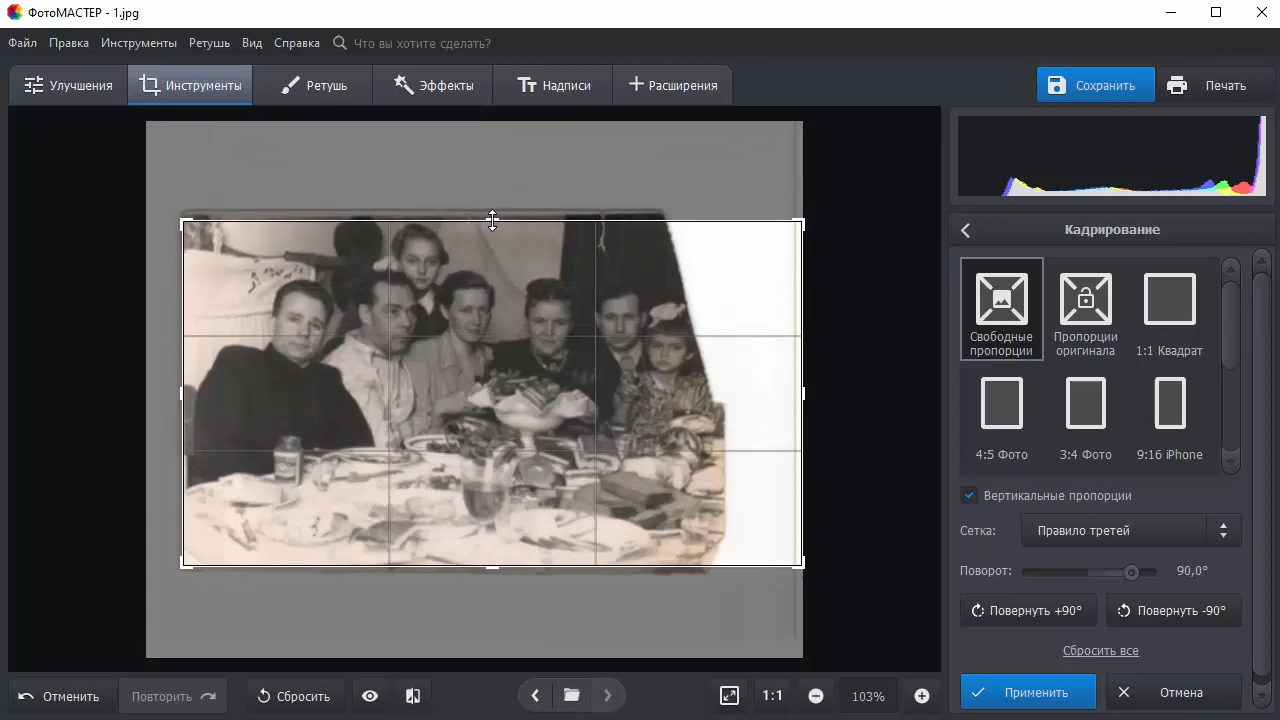 ФотоМАСТЕР - 1.jpg
Файл Правка Инструменты Ретушь Вид Справка Что вы хотите сделать?
Улучшения Инструменты Ретушь Эффекты Надписи Расширения Сохранить Печать
Кадрирование
Свободные пропорции
Пропорции оригинала
1:1 Квадрат
4:5 Фото
3:4 Фото
9:16 iPhone
Вертикальные пропорции
Сетка: Правило третей
Поворот: 90,0°
Повернуть +90° Повернуть -90°
Сбросить все
Применить Отмена
Отменить Повторить Сбросить 1:1 103%